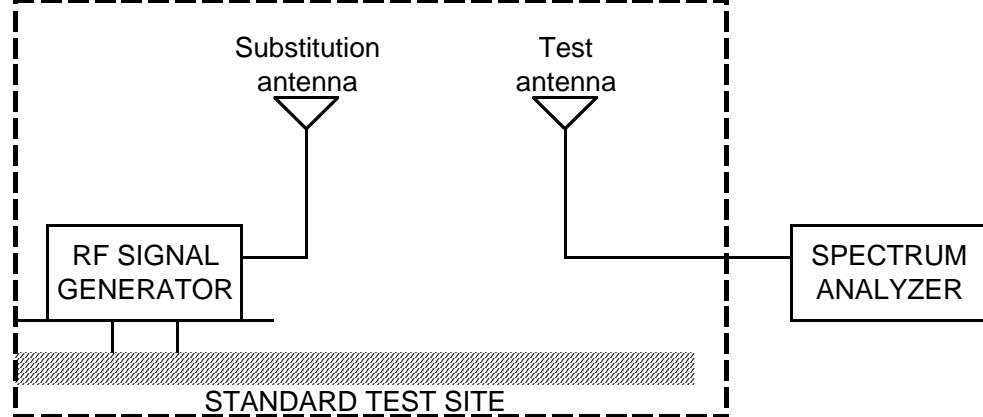 Substitution
antenna
Test
antenna
RF SIGNAL
GENERATOR
SPECTRUM
ANALYZER
STANDARD TEST SITE